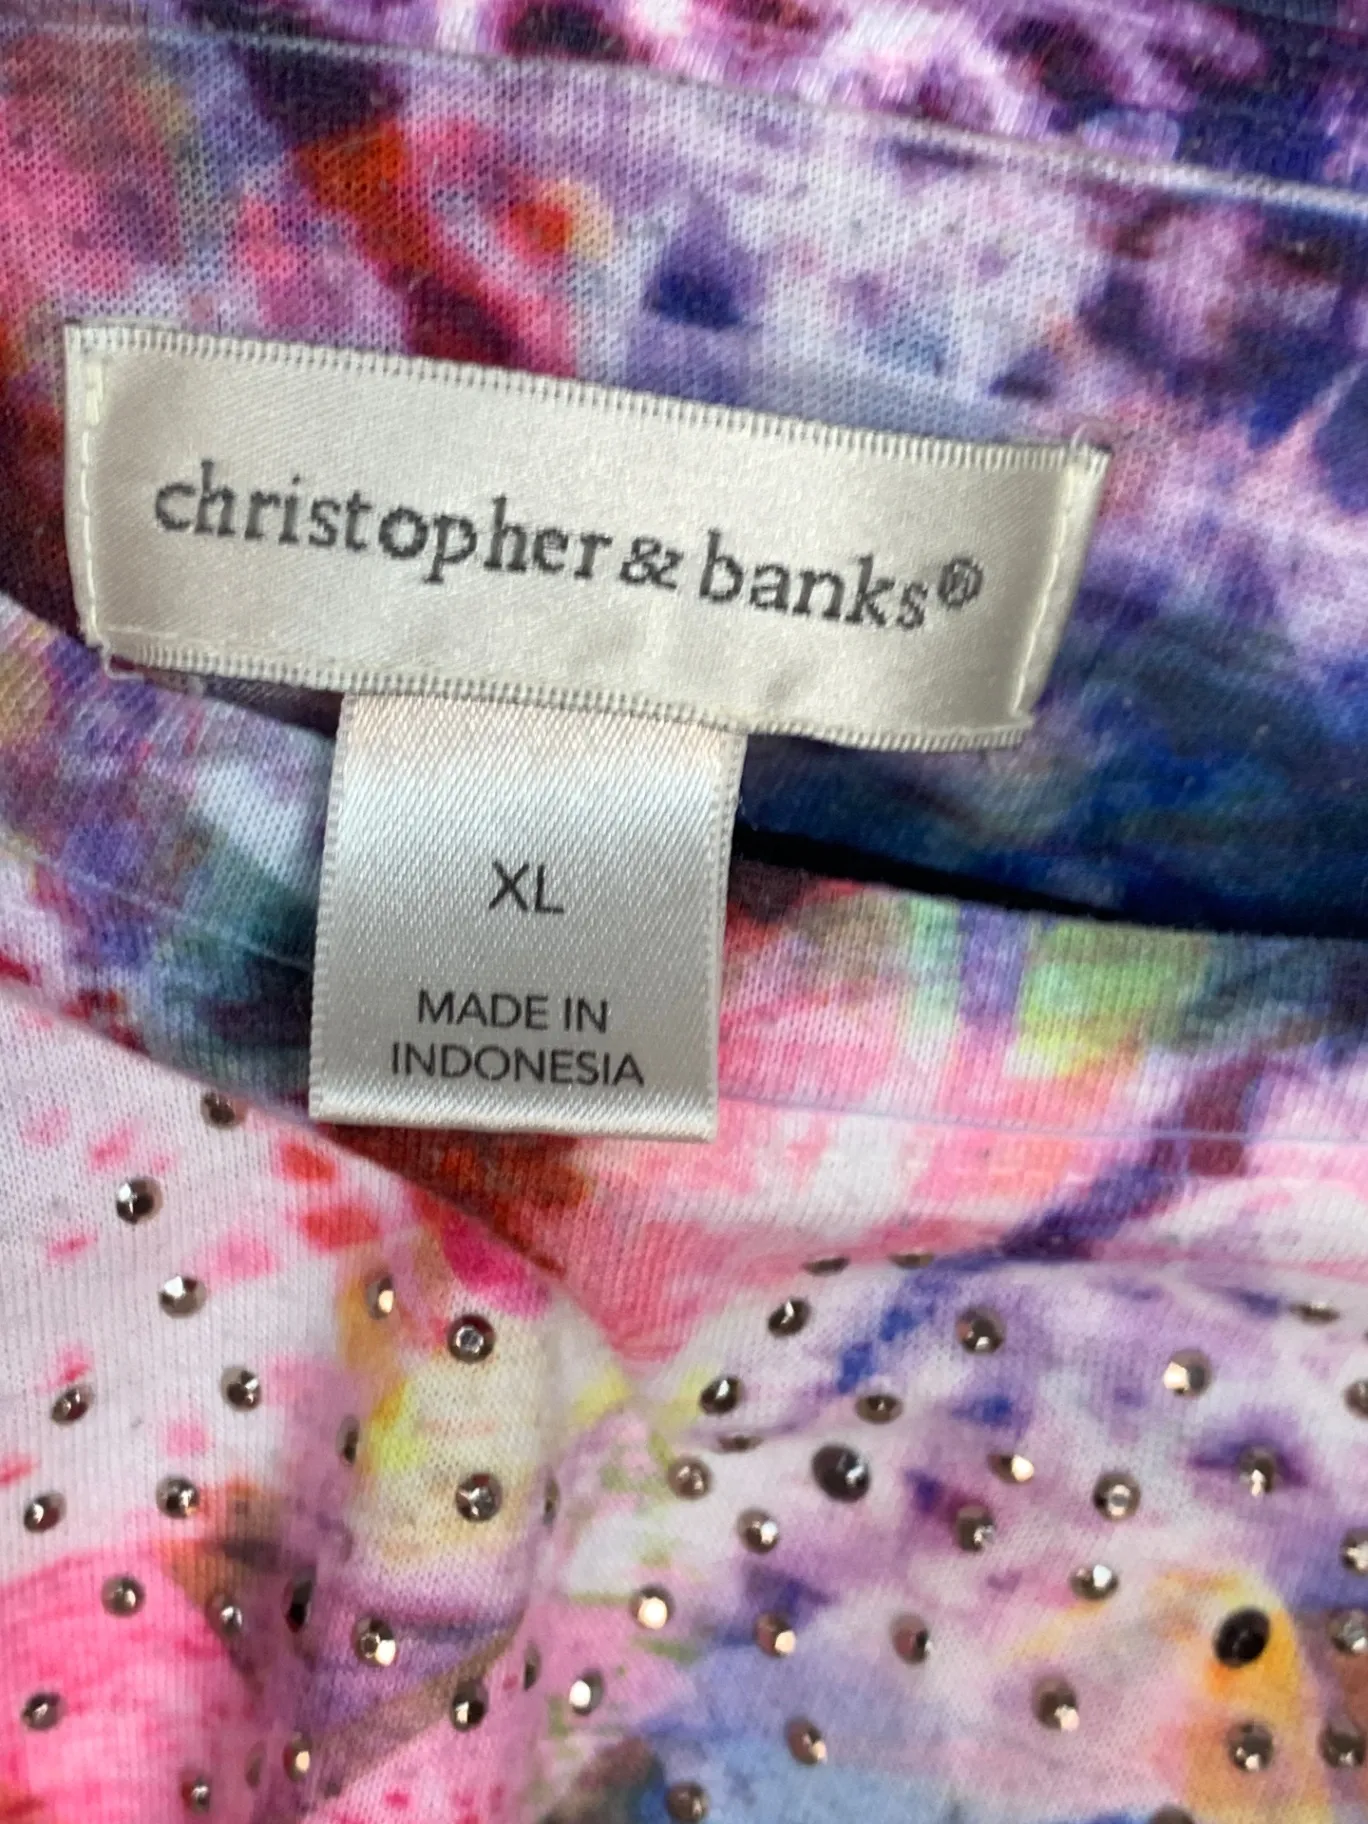 christopher & banks®
XL
MADE IN
INDONESIA